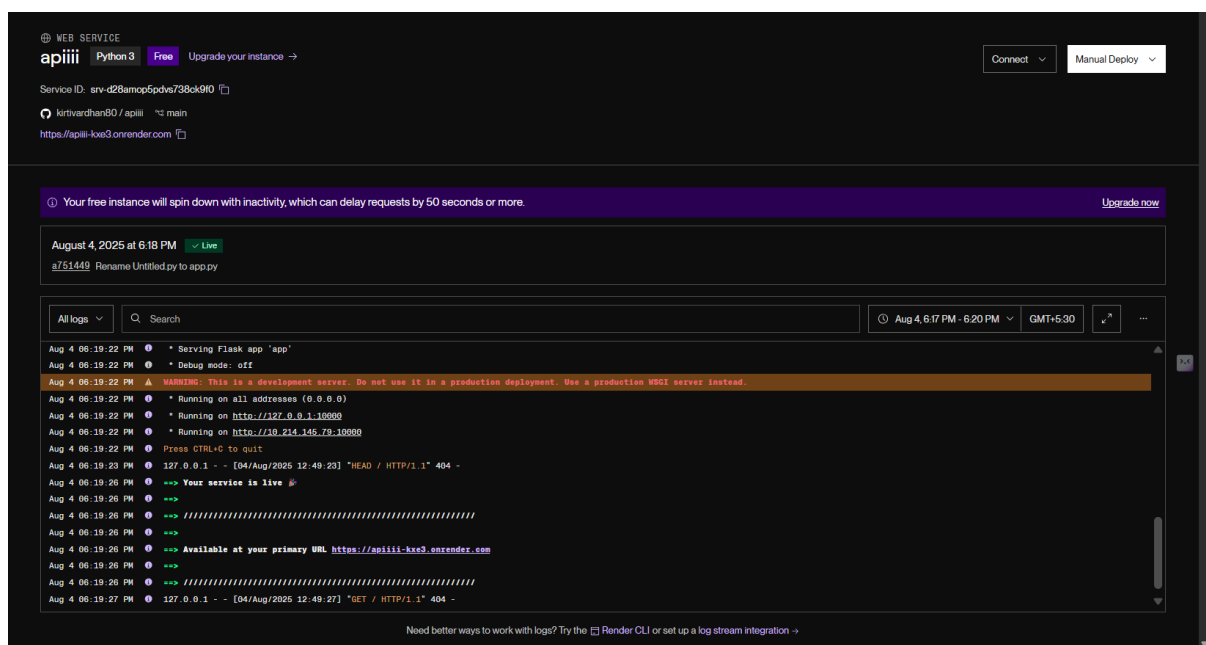 WEB SERVICE
apiiii Python 3 Free Upgrade your instance →
Connect Manual Deploy
Service ID: srv-d28amop5pdvs738ck9f0
kirtivardhan80 / apiiii main
https://apiiii-kxe3.onrender.com
Your free instance will spin down with inactivity, which can delay requests by 50 seconds or more. Upgrade now
August 4, 2025 at 6:18 PM ✓ Live
a751449 Rename Untitled.py to app.py
All logs Search Aug 4, 6:17 PM - 6:20 PM GMT+5:30 ...
Aug 4 06:19:22 PM * Serving Flask app 'app'
Aug 4 06:19:22 PM * Debug mode: off
Aug 4 06:19:22 PM WARNING: This is a development server. Do not use it in a production deployment. Use a production WSGI server instead.
Aug 4 06:19:22 PM * Running on all addresses (0.0.0.0)
Aug 4 06:19:22 PM * Running on http://127.0.0.1:10000
Aug 4 06:19:22 PM * Running on http://10.214.145.79:10000
Aug 4 06:19:22 PM Press CTRL+C to quit
Aug 4 06:19:23 PM 127.0.0.1 - - [04/Aug/2025 12:49:23] "HEAD / HTTP/1.1" 404 -
Aug 4 06:19:26 PM ==> Your service is live 🎉
Aug 4 06:19:26 PM ==>
Aug 4 06:19:26 PM ==> ///////////////////////////////////////////////////////////
Aug 4 06:19:26 PM ==>
Aug 4 06:19:26 PM ==> Available at your primary URL https://apiiii-kxe3.onrender.com
Aug 4 06:19:26 PM ==>
Aug 4 06:19:26 PM ==> ///////////////////////////////////////////////////////////
Aug 4 06:19:27 PM 127.0.0.1 - - [04/Aug/2025 12:49:27] "GET / HTTP/1.1" 404 -
Need better ways to work with logs? Try the Render CLI or set up a log stream integration →